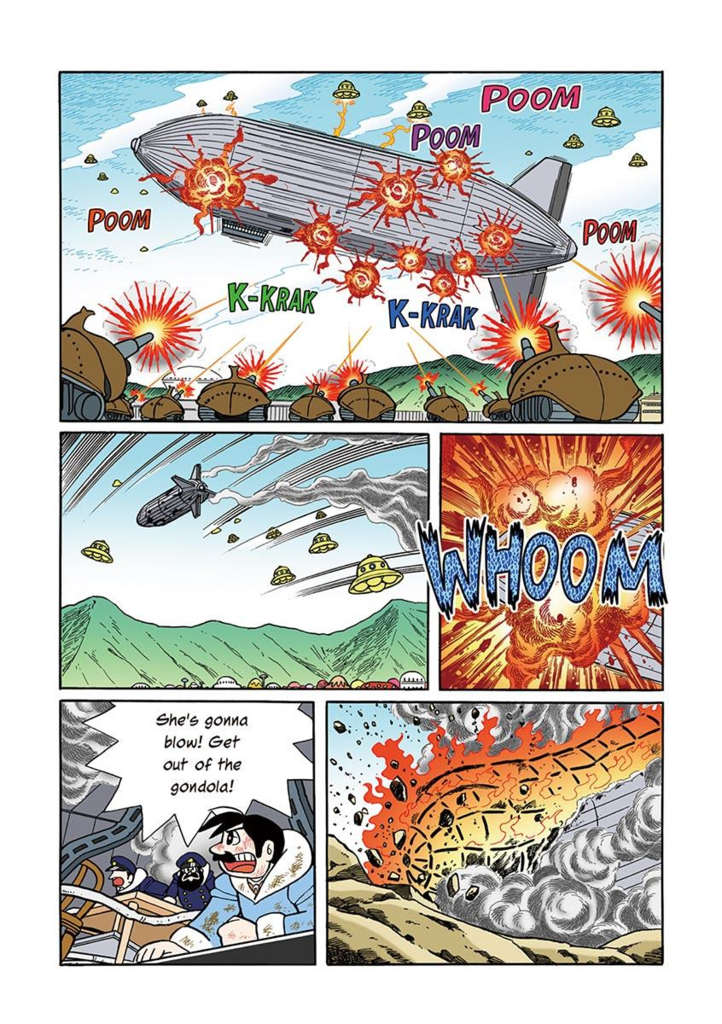 POOM
POOM
POOM
POOM
K-KRAK
K-KRAK
WHOOM
She's gonna
blow! Get
out of the
gondola!